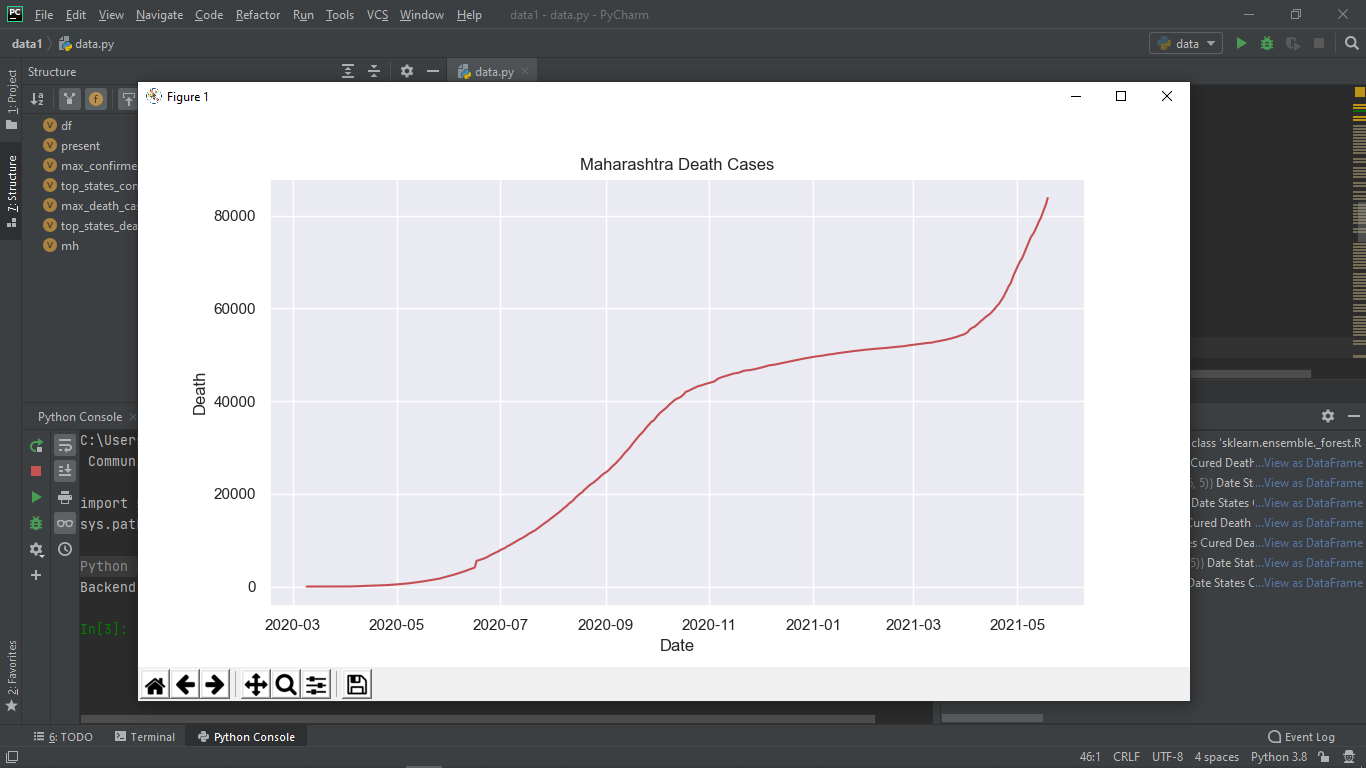 PC File Edit View Navigate Code Refactor Run Tools VCS Window Help data1 - data.py - PyCharm
data1 data.py data
1: Project
Structure data.py
df
present
max_confirme
top_states_con
max_death_ca
top_states_dea
mh
7: Structure
Figure 1
Maharashtra Death Cases
80000
60000
40000
20000
0
Death
2020-03 2020-05 2020-07 2020-09 2020-11 2021-01 2021-03 2021-05
Date
Python Console
C:\User
Commun
import
sys.pat
Python
Backend
In[3]:
class 'sklearn.ensemble._forest.R
Cured Death...View as DataFrame
5)} Date St...View as DataFrame
Date States ...View as DataFrame
Cured Death ...View as DataFrame
s Cured Dea...View as DataFrame
5)} Date Stat...View as DataFrame
Date States C...View as DataFrame
2: Favorites
6: TODO Terminal Python Console Event Log
46:1 CRLF UTF-8 4 spaces Python 3.8